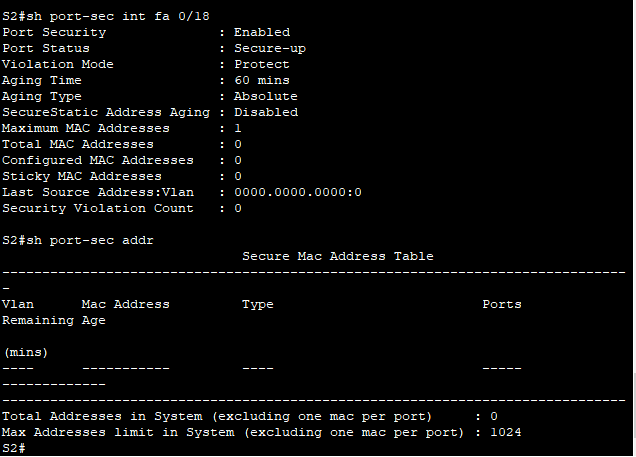 S2#sh port-sec int fa 0/18
Port Security              : Enabled
Port Status                : Secure-up
Violation Mode             : Protect
Aging Time                 : 60 mins
Aging Type                 : Absolute
SecureStatic Address Aging : Disabled
Maximum MAC Addresses      : 1
Total MAC Addresses        : 0
Configured MAC Addresses   : 0
Sticky MAC Addresses       : 0
Last Source Address:Vlan   : 0000.0000.0000:0
Security Violation Count   : 0
S2#sh port-sec addr
                              Secure Mac Address Table
------------------------------------------------------------------------------
-
Vlan      Mac Address         Type                          Ports
Remaining Age
(mins)
----      -----------         ----                          -----
-------------
------------------------------------------------------------------------------
Total Addresses in System (excluding one mac per port)     : 0
Max Addresses limit in System (excluding one mac per port) : 1024
S2#